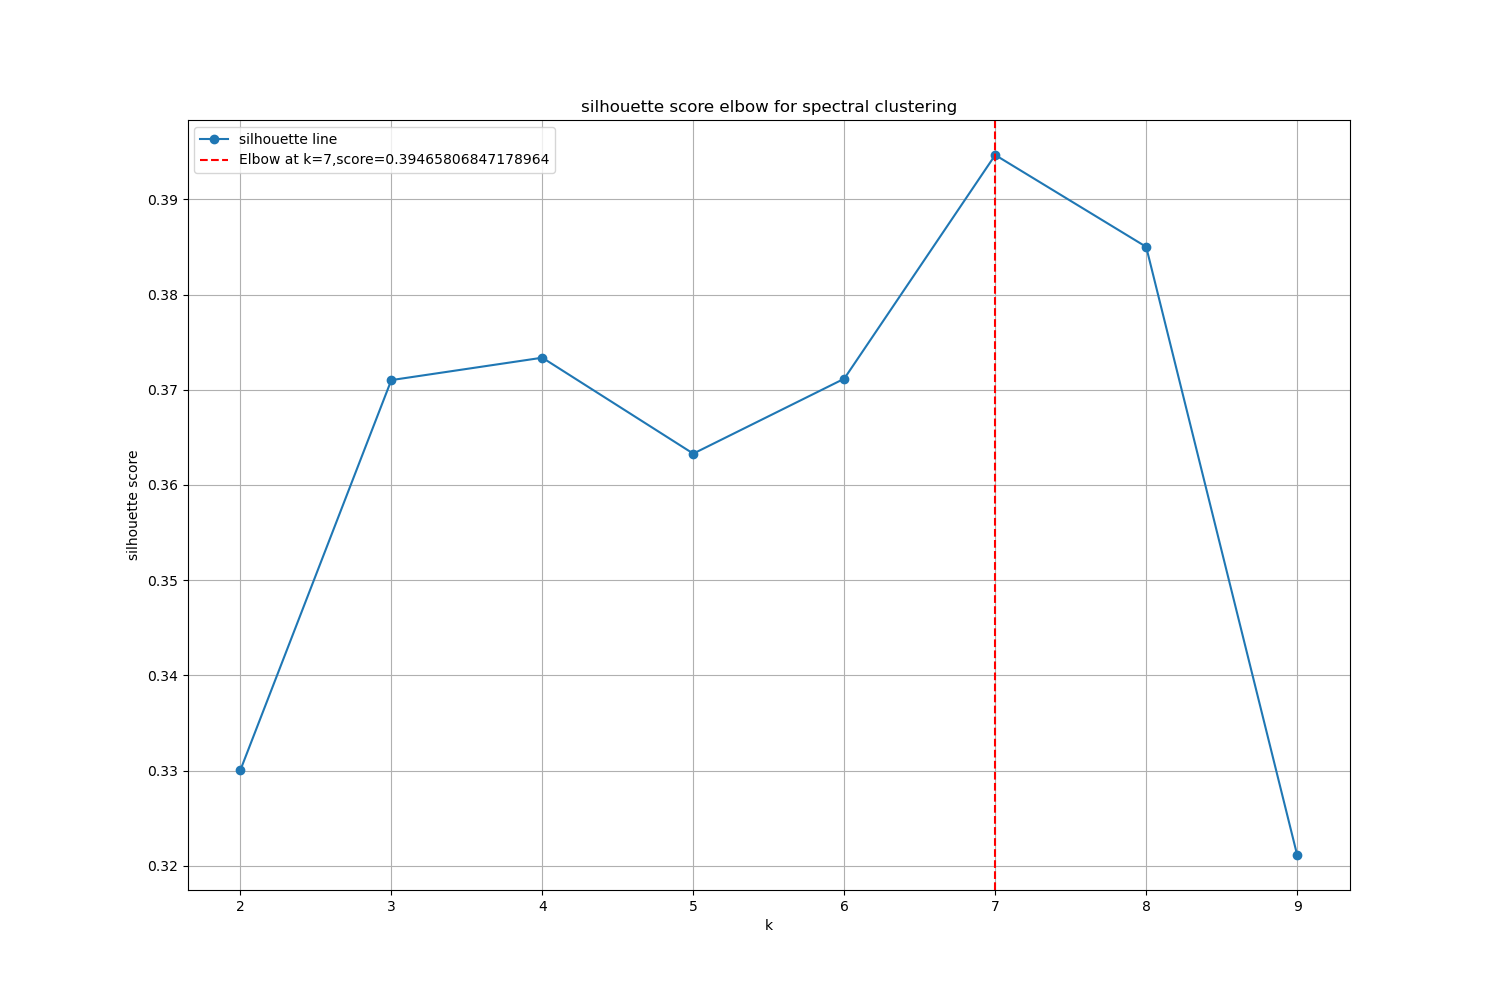 silhouette score elbow for spectral clustering
silhouette line
Elbow at k=7,score=0.39465806847178964
0.39
0.38
0.37
0.36
0.35
0.34
0.33
0.32
silhouette score
2 3 4 5 6 7 8 9
k